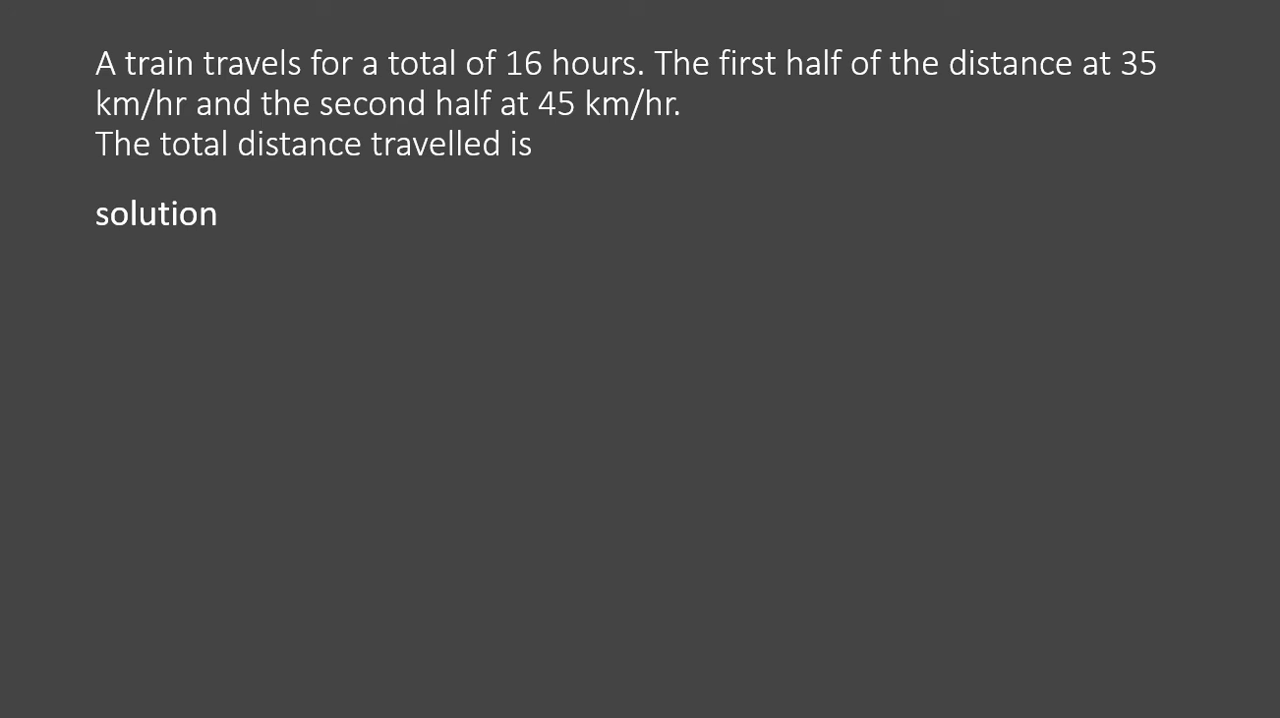 A train travels for a total of 16 hours. The first half of the distance at 35
km/hr and the second half at 45 km/hr.
The total distance travelled is
solution